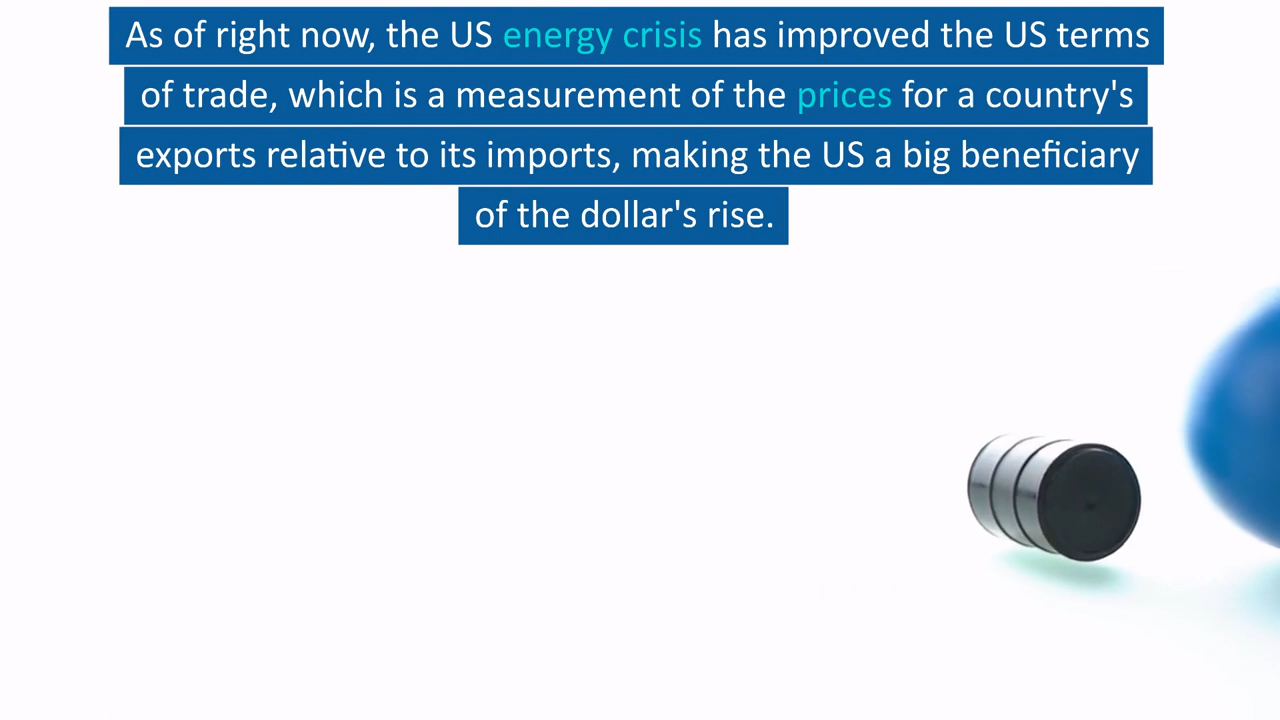 As of right now, the US energy crisis has improved the US terms
of trade, which is a measurement of the prices for a country's
exports relative to its imports, making the US a big beneficiary
of the dollar's rise.